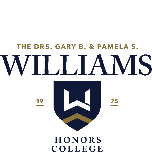 THE DRS. GARY B. & PAMELA S.
WILLIAMS
19 75
HONORS
COLLEGE